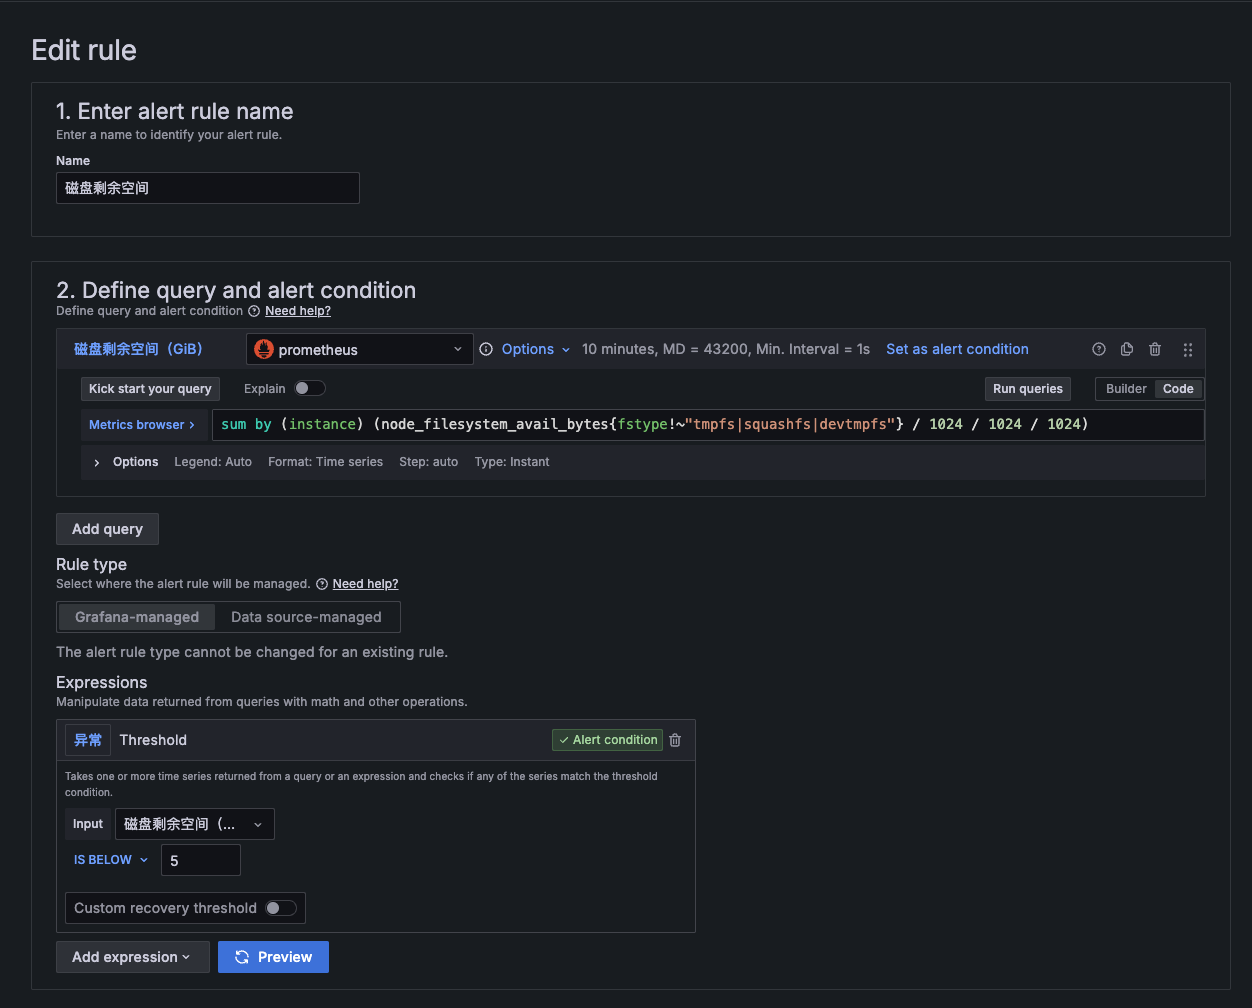 Edit rule
1. Enter alert rule name
Enter a name to identify your alert rule.
Name
磁盘剩余空间
2. Define query and alert condition
Define query and alert condition Need help?
磁盘剩余空间（GiB） prometheus Options 10 minutes, MD = 43200, Min. Interval = 1s Set as alert condition
Kick start your query Explain Run queries Builder Code
Metrics browser > sum by (instance) (node_filesystem_avail_bytes{fstype!~"tmpfs|squashfs|devtmpfs"} / 1024 / 1024 / 1024)
Options Legend: Auto Format: Time series Step: auto Type: Instant
Add query
Rule type
Select where the alert rule will be managed. Need help?
Grafana-managed Data source-managed
The alert rule type cannot be changed for an existing rule.
Expressions
Manipulate data returned from queries with math and other operations.
异常 Threshold Alert condition
Takes one or more time series returned from a query or an expression and checks if any of the series match the threshold
condition.
Input 磁盘剩余空间（...
IS BELOW 5
Custom recovery threshold
Add expression Preview